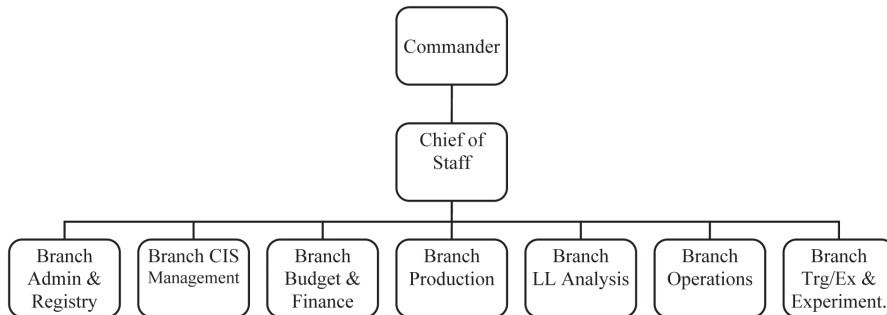 Commander
Chief of
Staff
Branch
Admin &
Registry
Branch CIS
Management
Branch
Budget &
Finance
Branch
Production
Branch
LL Analysis
Branch
Operations
Branch
Trg/Ex &
Experiment.